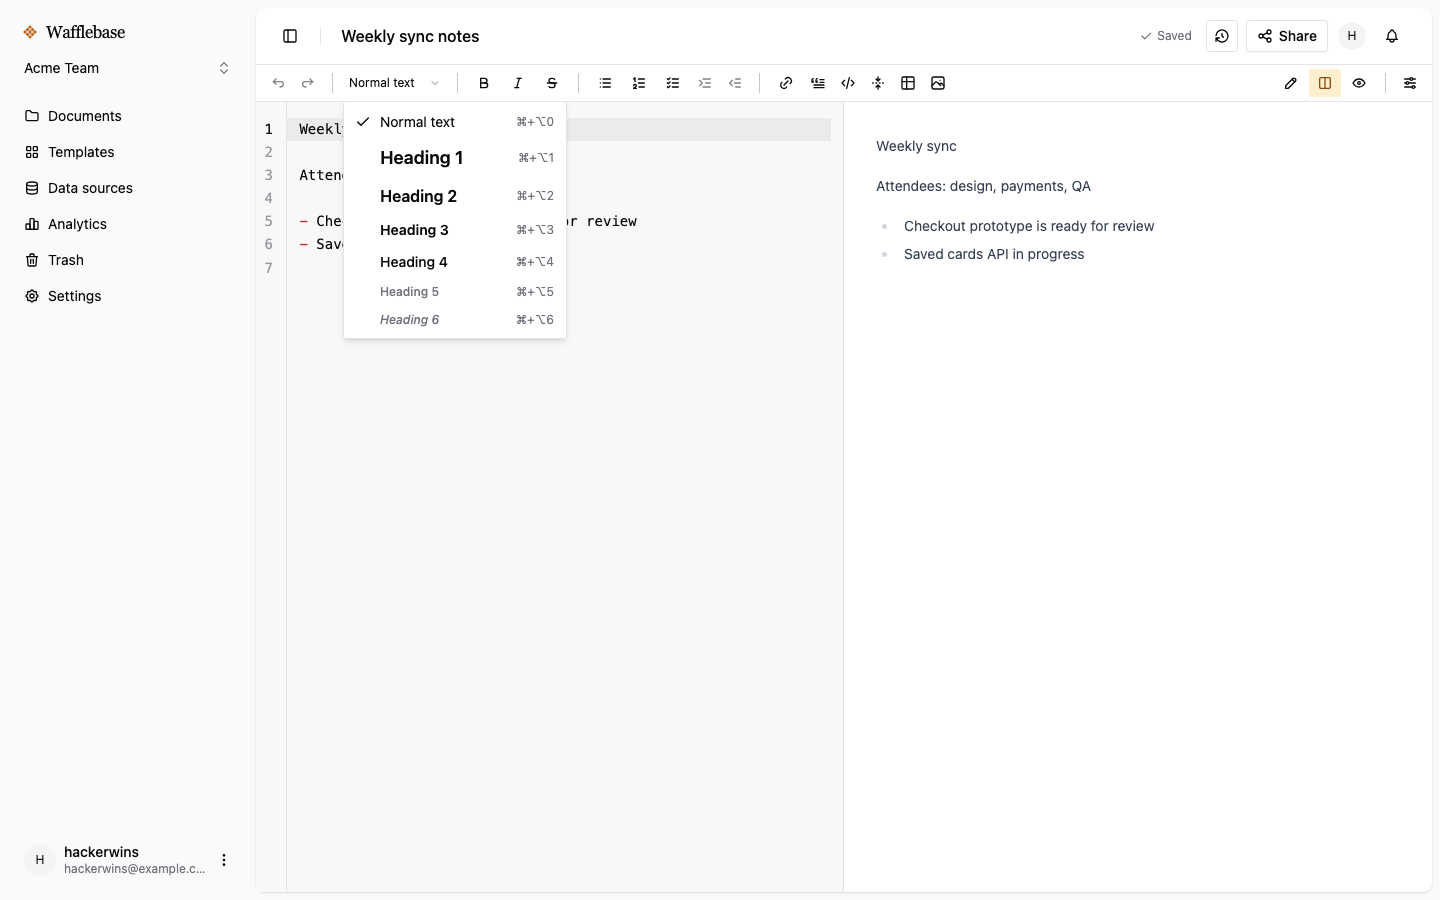 Wafflebase
Acme Team
Documents
Templates
Data sources
Analytics
Trash
Settings
H
hackerwins
hackerwins@example.c...
Weekly sync notes
Saved
Share
H
Normal text
Normal text ⌘+⌥0
Heading 1 ⌘+⌥1
Heading 2 ⌘+⌥2
Heading 3 ⌘+⌥3
Heading 4 ⌘+⌥4
Heading 5 ⌘+⌥5
Heading 6 ⌘+⌥6
1 Weekl
2
3 Atten
4
5 – Che r review
6 – Sav
7
Weekly sync
Attendees: design, payments, QA
• Checkout prototype is ready for review
• Saved cards API in progress